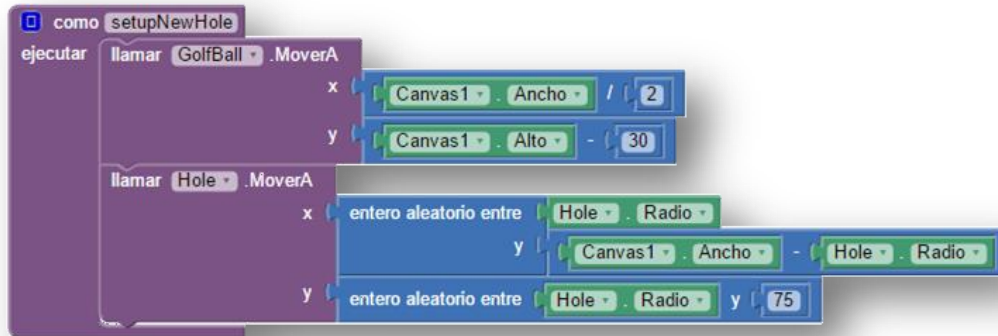 como setupNewHole
ejecutar llamar GolfBall .MoverA
x Canvas1 . Ancho / 2
y Canvas1 . Alto - 30
llamar Hole .MoverA
x entero aleatorio entre Hole . Radio
y Canvas1 . Ancho - Hole . Radio
y entero aleatorio entre Hole . Radio y 75